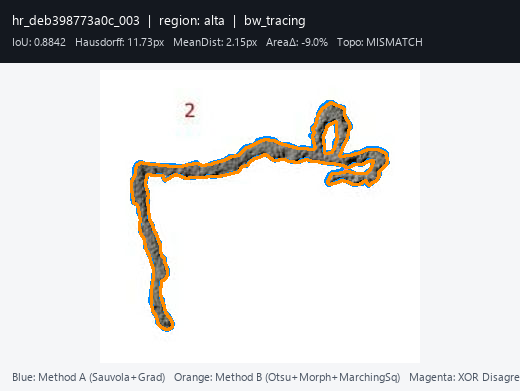 hr_deb398773a0c_003 | region: alta | bw_tracing
IoU: 0.8842 Hausdorff: 11.73px MeanDist: 2.15px AreaΔ: -9.0% Topo: MISMATCH
2
Blue: Method A (Sauvola+Grad) Orange: Method B (Otsu+Morph+MarchingSq) Magenta: XOR Disagre